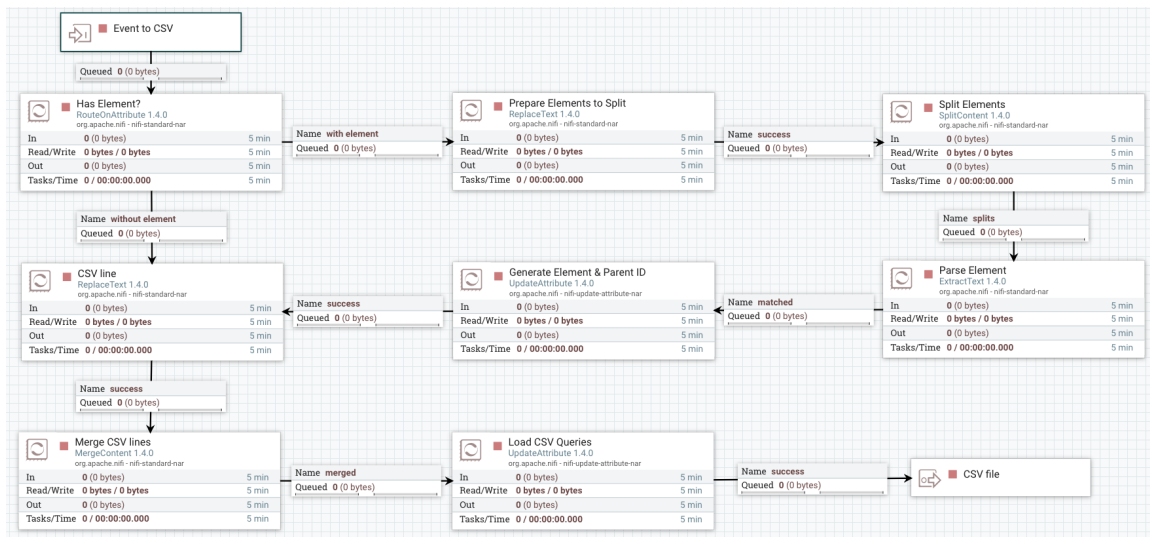 Event to CSV
Queued 0 (0 bytes)
Has Element?
RouteOnAttribute 1.4.0
org.apache.nifi - nifi-standard-nar
In 0 (0 bytes) 5 min
Read/Write 0 bytes / 0 bytes 5 min
Out 0 (0 bytes) 5 min
Tasks/Time 0 / 00:00:00.000 5 min
Name with element
Queued 0 (0 bytes)
Prepare Elements to Split
ReplaceText 1.4.0
org.apache.nifi - nifi-standard-nar
In 0 (0 bytes) 5 min
Read/Write 0 bytes / 0 bytes 5 min
Out 0 (0 bytes) 5 min
Tasks/Time 0 / 00:00:00.000 5 min
Name success
Queued 0 (0 bytes)
Split Elements
SplitContent 1.4.0
org.apache.nifi - nifi-standard-nar
In 0 (0 bytes) 5 min
Read/Write 0 bytes / 0 bytes 5 min
Out 0 (0 bytes) 5 min
Tasks/Time 0 / 00:00:00.000 5 min
Name without element
Queued 0 (0 bytes)
Name splits
Queued 0 (0 bytes)
CSV line
ReplaceText 1.4.0
org.apache.nifi - nifi-standard-nar
In 0 (0 bytes) 5 min
Read/Write 0 bytes / 0 bytes 5 min
Out 0 (0 bytes) 5 min
Tasks/Time 0 / 00:00:00.000 5 min
Name success
Queued 0 (0 bytes)
Generate Element & Parent ID
UpdateAttribute 1.4.0
org.apache.nifi - nifi-update-attribute-nar
In 0 (0 bytes) 5 min
Read/Write 0 bytes / 0 bytes 5 min
Out 0 (0 bytes) 5 min
Tasks/Time 0 / 00:00:00.000 5 min
Name matched
Queued 0 (0 bytes)
Parse Element
ExtractText 1.4.0
org.apache.nifi - nifi-standard-nar
In 0 (0 bytes) 5 min
Read/Write 0 bytes / 0 bytes 5 min
Out 0 (0 bytes) 5 min
Tasks/Time 0 / 00:00:00.000 5 min
Name success
Queued 0 (0 bytes)
Merge CSV lines
MergeContent 1.4.0
org.apache.nifi - nifi-standard-nar
In 0 (0 bytes) 5 min
Read/Write 0 bytes / 0 bytes 5 min
Out 0 (0 bytes) 5 min
Tasks/Time 0 / 00:00:00.000 5 min
Name merged
Queued 0 (0 bytes)
Load CSV Queries
UpdateAttribute 1.4.0
org.apache.nifi - nifi-update-attribute-nar
In 0 (0 bytes) 5 min
Read/Write 0 bytes / 0 bytes 5 min
Out 0 (0 bytes) 5 min
Tasks/Time 0 / 00:00:00.000 5 min
Name success
Queued 0 (0 bytes)
CSV file